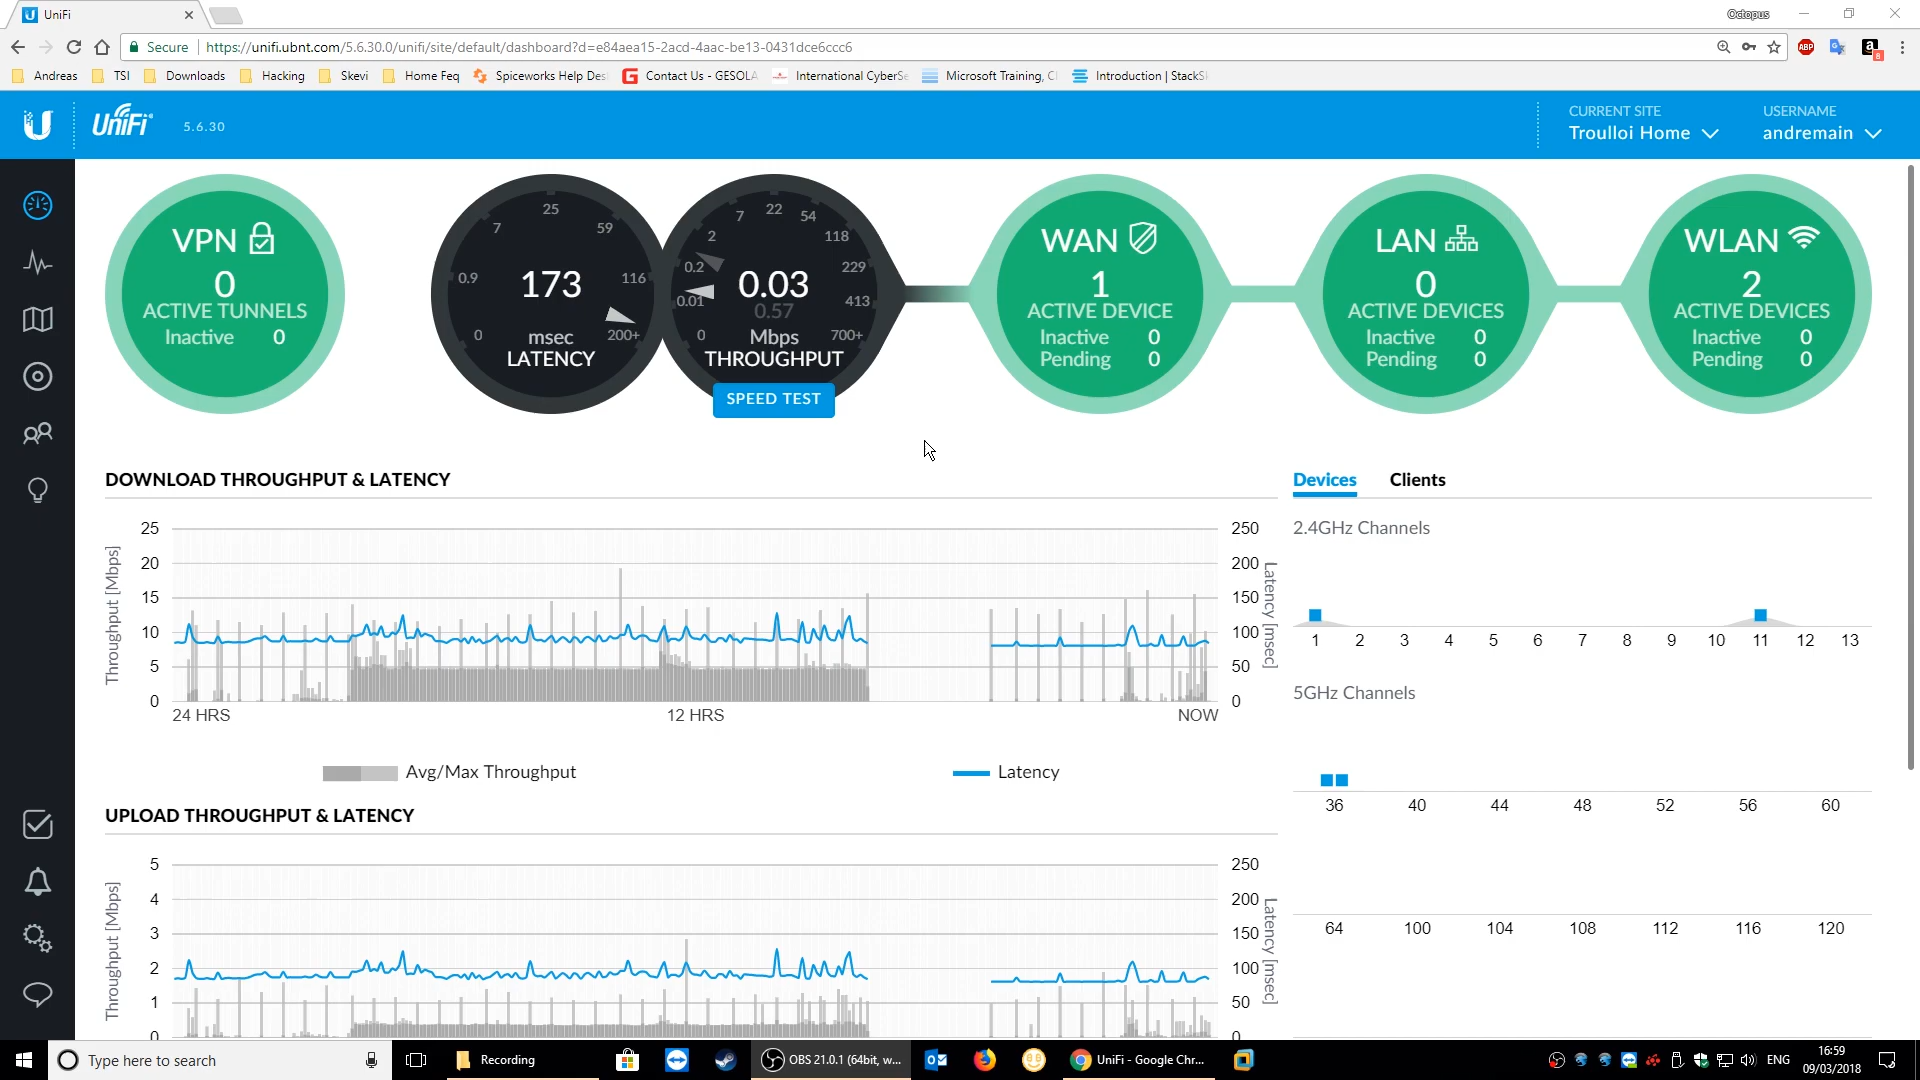 UniFi
Octopus
Secure
https://unifi.ubnt.com/5.6.30.0/unifi/site/default/dashboard?d=e84aea15-2acd-4aac-be13-0431dce6ccc6
ABP
a
8
Andreas
TSI
Downloads
Hacking
Skevi
Home Feq
Spiceworks Help Des
Contact Us - GESOLA
International CyberSe
Microsoft Training, Cl
Introduction | StackSk
UniFi
5.6.30
CURRENT SITE
Troulloi Home
USERNAME
andremain
VPN
0
ACTIVE TUNNELS
Inactive 0
0 0.9 7 25 59 116 200+
173
msec
LATENCY
0 0.01 0.2 2 7 22 54 118 229 413 700+
0.03
0.57
Mbps
THROUGHPUT
SPEED TEST
WAN
1
ACTIVE DEVICE
Inactive 0
Pending 0
LAN
0
ACTIVE DEVICES
Inactive 0
Pending 0
WLAN
2
ACTIVE DEVICES
Inactive 0
Pending 0
DOWNLOAD THROUGHPUT & LATENCY
Throughput [Mbps]
25
20
15
10
5
0
250
200
150
100
50
0
Latency [msec]
24 HRS
12 HRS
NOW
Avg/Max Throughput
Latency
UPLOAD THROUGHPUT & LATENCY
Throughput [Mbps]
5
4
3
2
1
0
250
200
150
100
50
0
Latency [msec]
Devices
Clients
2.4GHz Channels
1 2 3 4 5 6 7 8 9 10 11 12 13
5GHz Channels
36 40 44 48 52 56 60
64 100 104 108 112 116 120
Type here to search
Recording
OBS 21.0.1 (64bit, w...
UniFi - Google Chr...
ENG
16:59
09/03/2018